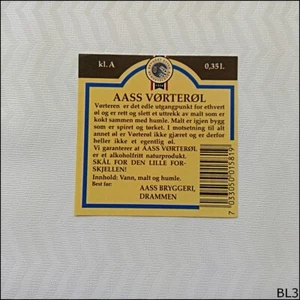 kl. A
0,35 l.
AASS VØRTERØL
Vørteren er det edle utgangpunkt for ethvert
øl og er rett og slett et uttrekk av malt som er
kokt sammen med humle. Malt er igjen bygg
som er spiret og tørket. I motsetning til alt
annet øl er Vørterøl ikke gjæret og er derfor
heller ikke et egentlig øl.
Vi garanterer at AASS VØRTERØL
er et alkoholfritt naturprodukt.
SKÅL FOR DEN LILLE FOR-
SKJELLEN!
Innhold: Vann, malt og humle.
Best før:
AASS BRYGGERI,
DRAMMEN
7 033050 015819
BL3